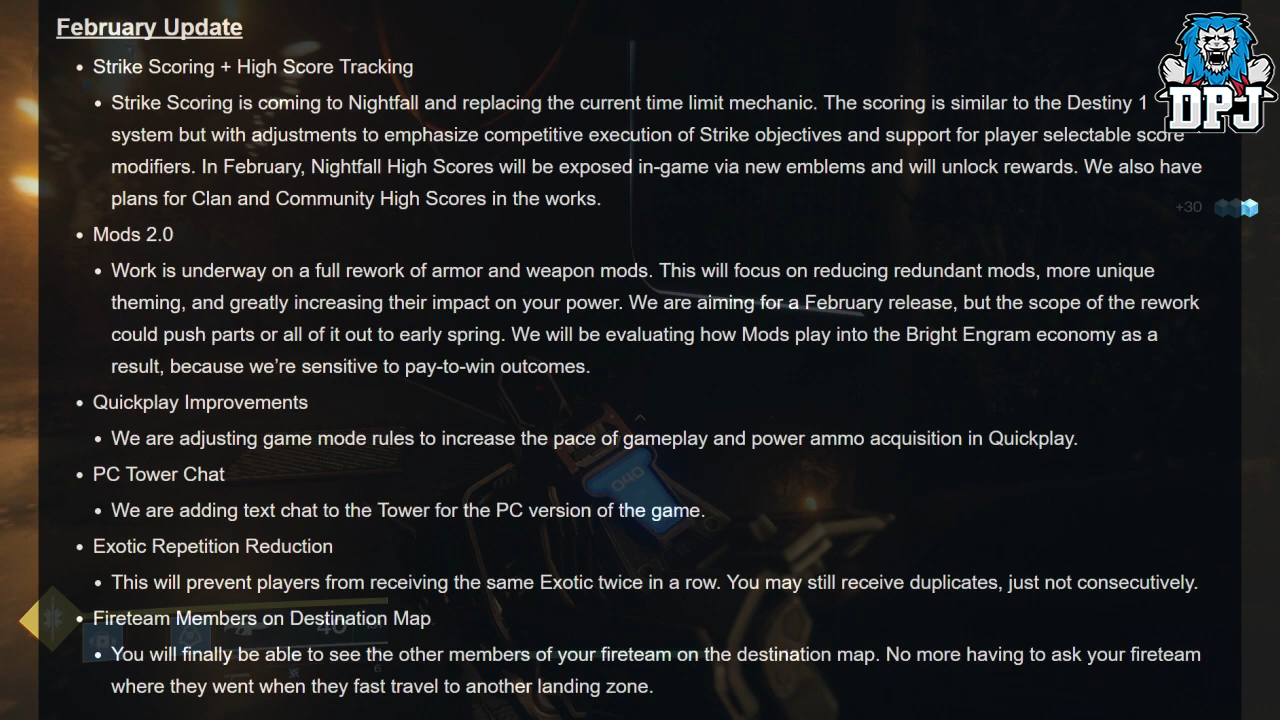 February Update
• Strike Scoring + High Score Tracking
• Strike Scoring is coming to Nightfall and replacing the current time limit mechanic. The scoring is similar to the Destiny 1
system but with adjustments to emphasize competitive execution of Strike objectives and support for player selectable score
modifiers. In February, Nightfall High Scores will be exposed in-game via new emblems and will unlock rewards. We also have
plans for Clan and Community High Scores in the works.
• Mods 2.0
• Work is underway on a full rework of armor and weapon mods. This will focus on reducing redundant mods, more unique
theming, and greatly increasing their impact on your power. We are aiming for a February release, but the scope of the rework
could push parts or all of it out to early spring. We will be evaluating how Mods play into the Bright Engram economy as a
result, because we’re sensitive to pay-to-win outcomes.
• Quickplay Improvements
• We are adjusting game mode rules to increase the pace of gameplay and power ammo acquisition in Quickplay.
• PC Tower Chat
• We are adding text chat to the Tower for the PC version of the game.
• Exotic Repetition Reduction
• This will prevent players from receiving the same Exotic twice in a row. You may still receive duplicates, just not consecutively.
• Fireteam Members on Destination Map
• You will finally be able to see the other members of your fireteam on the destination map. No more having to ask your fireteam
where they went when they fast travel to another landing zone.
DPJ
+30
040
40
6